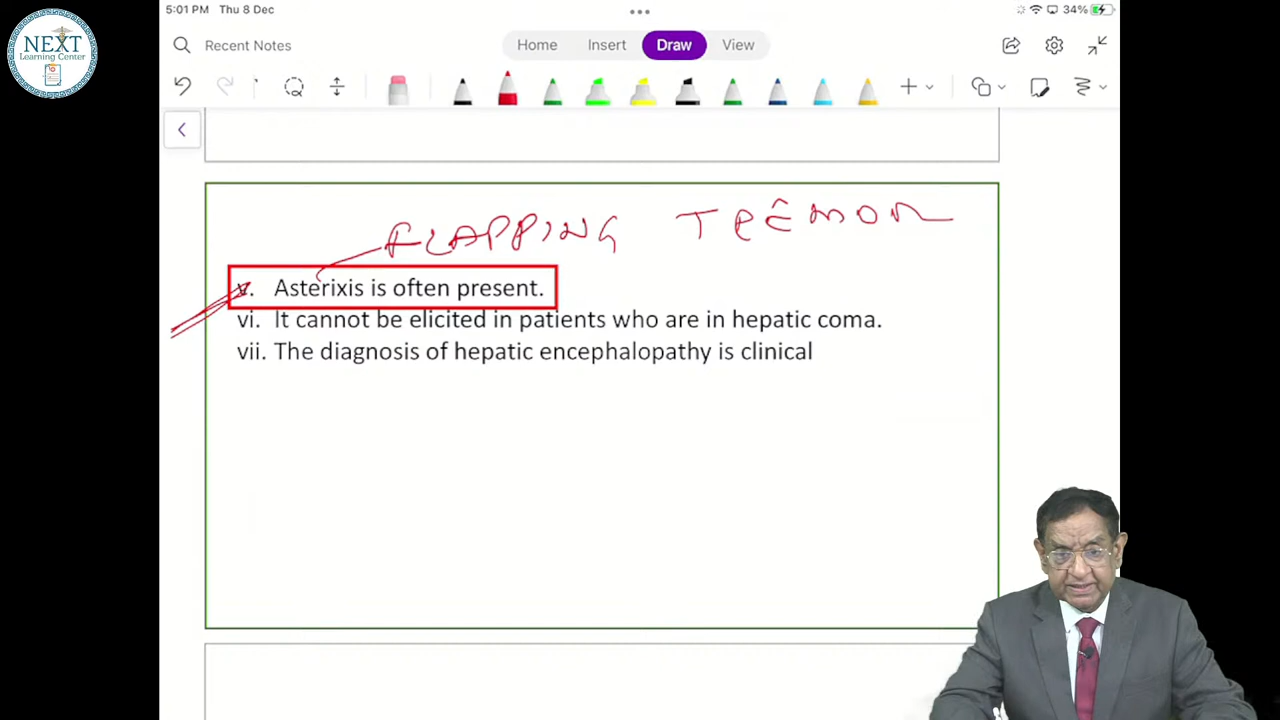 5:01 PM Thu 8 Dec 34%
NEXT
Learning Center
Recent Notes Home Insert Draw View
FLAPPING TREMOR
v. Asterixis is often present.
vi. It cannot be elicited in patients who are in hepatic coma.
vii. The diagnosis of hepatic encephalopathy is clinical